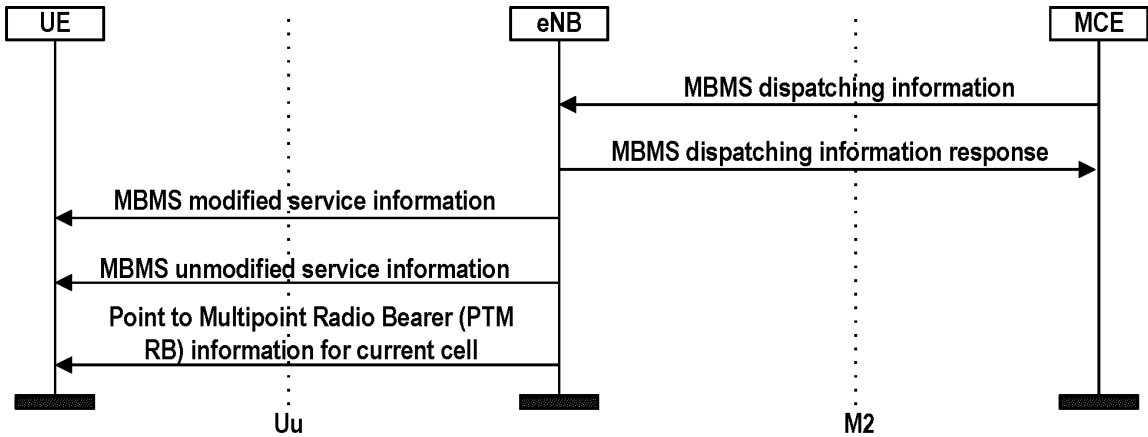 UE
eNB
MCE
MBMS dispatching information
MBMS dispatching information response
MBMS modified service information
MBMS unmodified service information
Point to Multipoint Radio Bearer (PTM
RB) information for current cell
Uu
M2